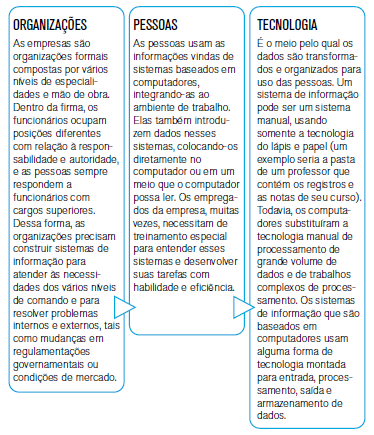 ORGANIZAÇÕES
As empresas são
organizações formais
compostas por vários
níveis de especiali-
dades e mão de obra.
Dentro da firma, os
funcionários ocupam
posições diferentes
com relação à respon-
sabilidade e autoridade,
e as pessoas sempre
respondem a
funcionários com
cargos superiores.
Dessa forma, as
organizações precisam
construir sistemas de
informação para
atender às necessi-
dades dos vários níveis
de comando e para
resolver problemas
internos e externos, tais
como mudanças em
regulamentações
governamentais ou
condições de mercado.
PESSOAS
As pessoas usam as
informações vindas de
sistemas baseados em
computadores,
integrando-as ao
ambiente de trabalho.
Elas também introdu-
zem dados nesses
sistemas, colocando-os
diretamente no
computador ou em um
meio que o computador
possa ler. Os emprega-
dos da empresa, muitas
vezes, necessitam de
treinamento especial
para entender esses
sistemas e desenvolver
suas tarefas com
habilidade e eficiência.
TECNOLOGIA
É o meio pelo qual os
dados são transforma-
dos e organizados para
uso das pessoas. Um
sistema de informação
pode ser um sistema
manual, usando
somente a tecnologia
do lápis e papel (um
exemplo seria a pasta
de um professor que
contém os registros e
as notas de seu curso).
Todavia, os computa-
dores substituíram a
tecnologia manual de
processamento de
grande volume de
dados e de trabalhos
complexos de proces-
samento. Os sistemas
de informação que são
baseados em
computadores usam
alguma forma de
tecnologia montada
para entrada, proces-
samento, saída e
armazenamento de
dados.